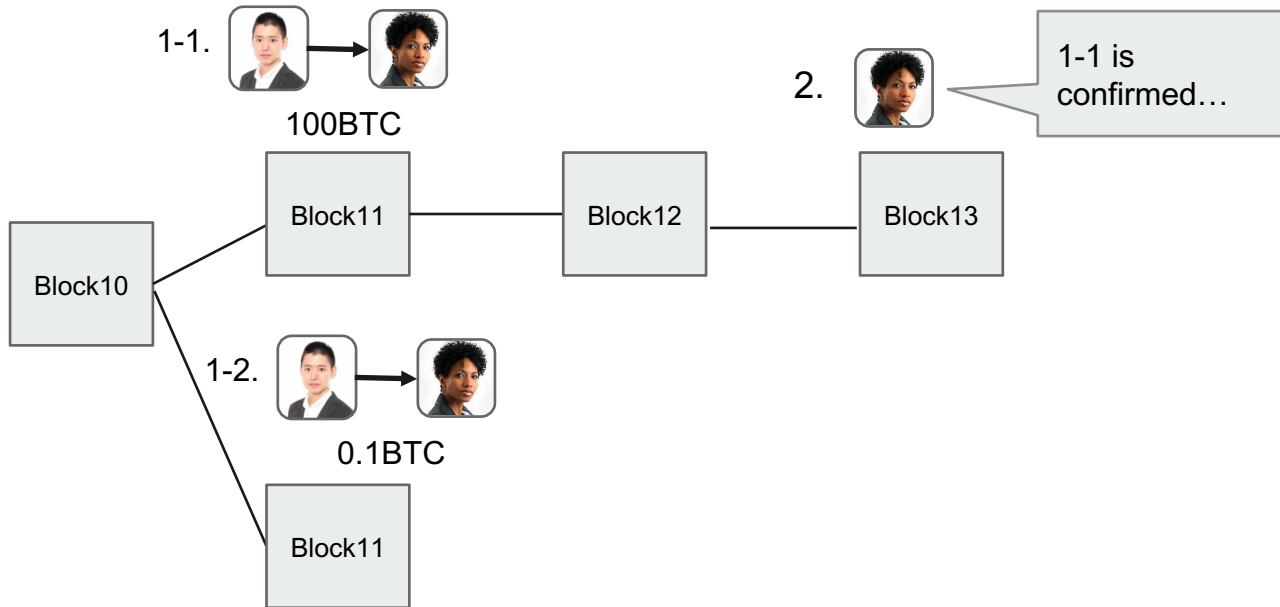 1-1.
100BTC
2.
1-1 is
confirmed…
Block11
Block12
Block13
Block10
1-2.
0.1BTC
Block11